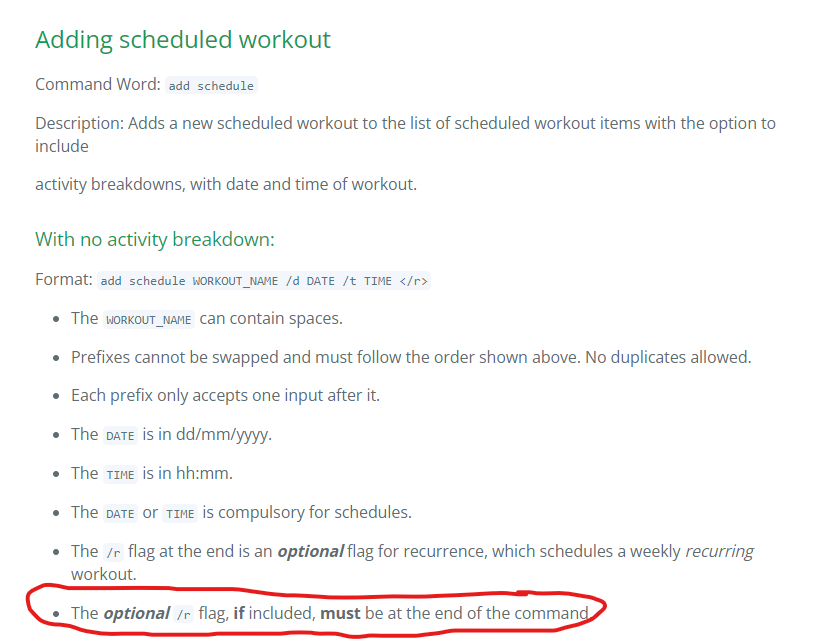 Adding scheduled workout
Command Word: add schedule
Description: Adds a new scheduled workout to the list of scheduled workout items with the option to
include
activity breakdowns, with date and time of workout.
With no activity breakdown:
Format: add schedule WORKOUT_NAME /d DATE /t TIME </r>
• The WORKOUT_NAME can contain spaces.
• Prefixes cannot be swapped and must follow the order shown above. No duplicates allowed.
• Each prefix only accepts one input after it.
• The DATE is in dd/mm/yyyy.
• The TIME is in hh:mm.
• The DATE or TIME is compulsory for schedules.
• The /r flag at the end is an optional flag for recurrence, which schedules a weekly recurring
workout.
• The optional /r flag, if included, must be at the end of the command